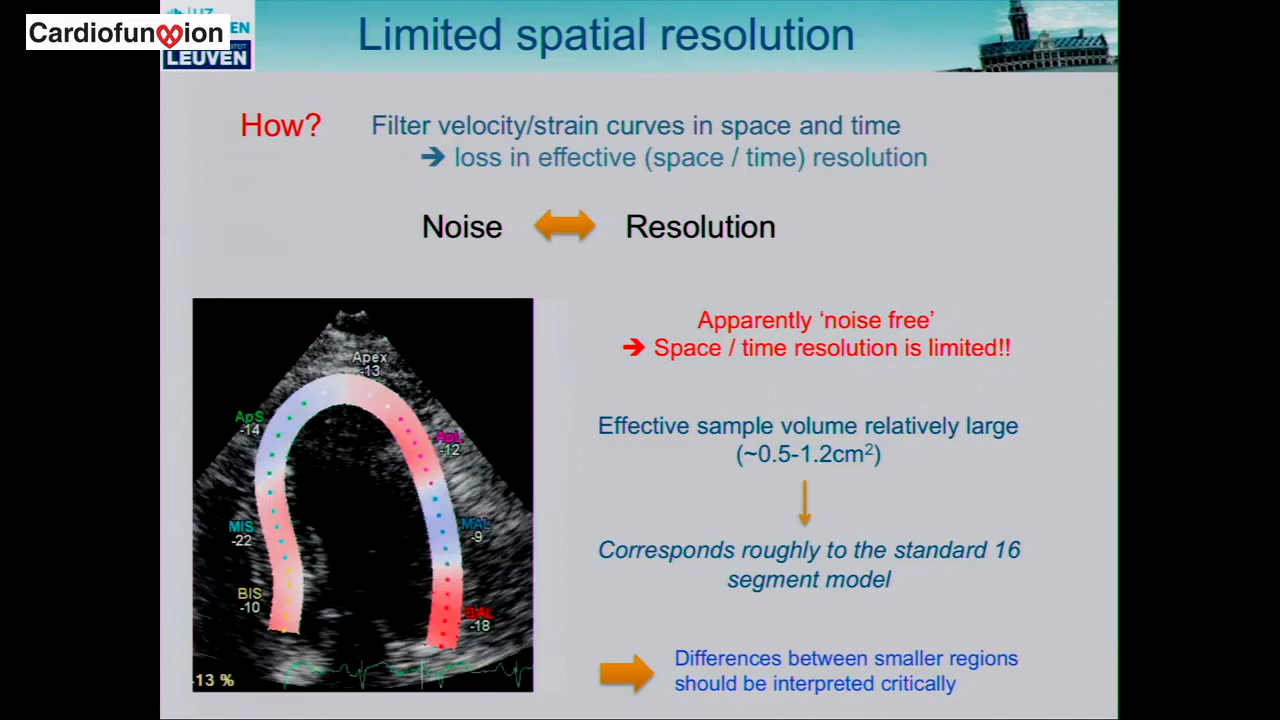 Cardiofunxion
EN
LEUVEN
Limited spatial resolution
How?
Filter velocity/strain curves in space and time
➔ loss in effective (space / time) resolution
Noise
Resolution
Apparently ‘noise free’
➔ Space / time resolution is limited!!
Effective sample volume relatively large
(~0.5-1.2cm²)
Corresponds roughly to the standard 16
segment model
Differences between smaller regions
should be interpreted critically
Apex
-13
ApS
-14
ApL
-12
MIS
-22
MAL
-9
BIS
-10
BAL
-18
-13 %